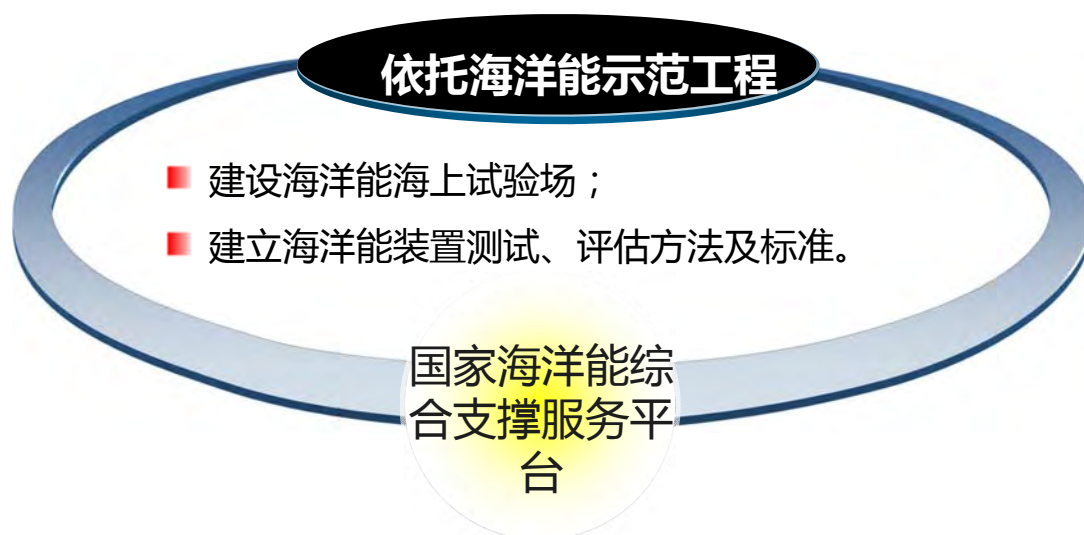 依托海洋能示范工程
建设海洋能海上试验场；
建立海洋能装置测试、评估方法及标准。
国家海洋能综
合支撑服务平
台